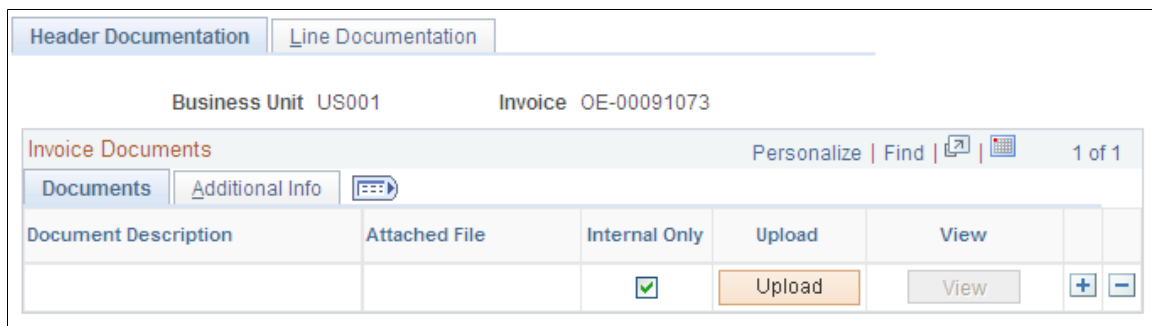 Header Documentation Line Documentation
Business Unit US001 Invoice OE-00091073
Invoice Documents Personalize | Find | | 1 of 1
Documents Additional Info
Document Description Attached File Internal Only Upload View
Upload View